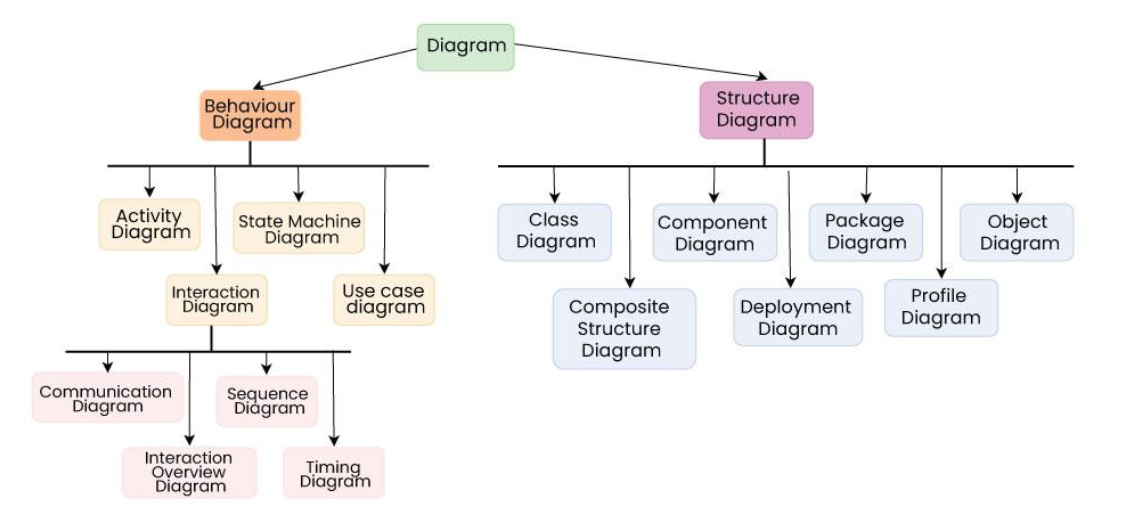 Diagram
Behaviour
Diagram
Structure
Diagram
Activity
Diagram
State Machine
Diagram
Interaction
Diagram
Use case
diagram
Class
Diagram
Component
Diagram
Package
Diagram
Object
Diagram
Composite
Structure
Diagram
Deployment
Diagram
Profile
Diagram
Communication
Diagram
Sequence
Diagram
Interaction
Overview
Diagram
Timing
Diagram